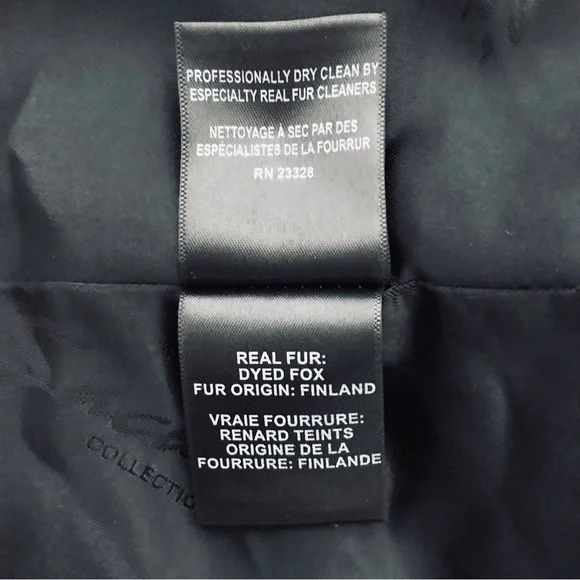 PROFESSIONALLY DRY CLEAN BY
ESPECIALTY REAL FUR CLEANERS
NETTOYAGE À SEC PAR DES
ESPÉCIALISTES DE LA FOURRUR
RN 23328
REAL FUR:
DYED FOX
FUR ORIGIN: FINLAND
VRAIE FOURRURE:
RENARD TEINTS
ORIGINE DE LA
FOURRURE: FINLANDE
COLLECTIO